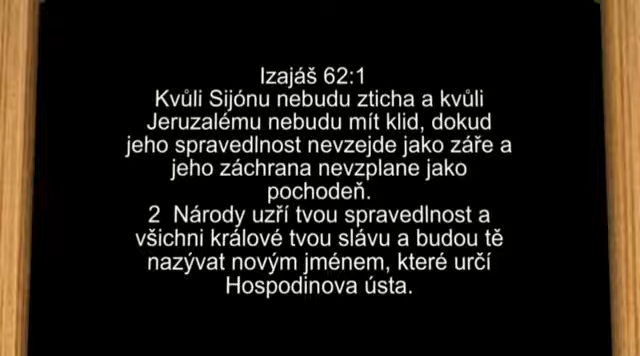 Izajáš 62:1
Kvůli Sijónu nebudu zticha a kvůli
Jeruzalému nebudu mít klid, dokud
jeho spravedlnost nevzejde jako záře a
jeho záchrana nevzplane jako
pochodeň.
2 Národy uzří tvou spravedlnost a
všichni králové tvou slávu a budou tě
nazývat novým jménem, které určí
Hospodinova ústa.